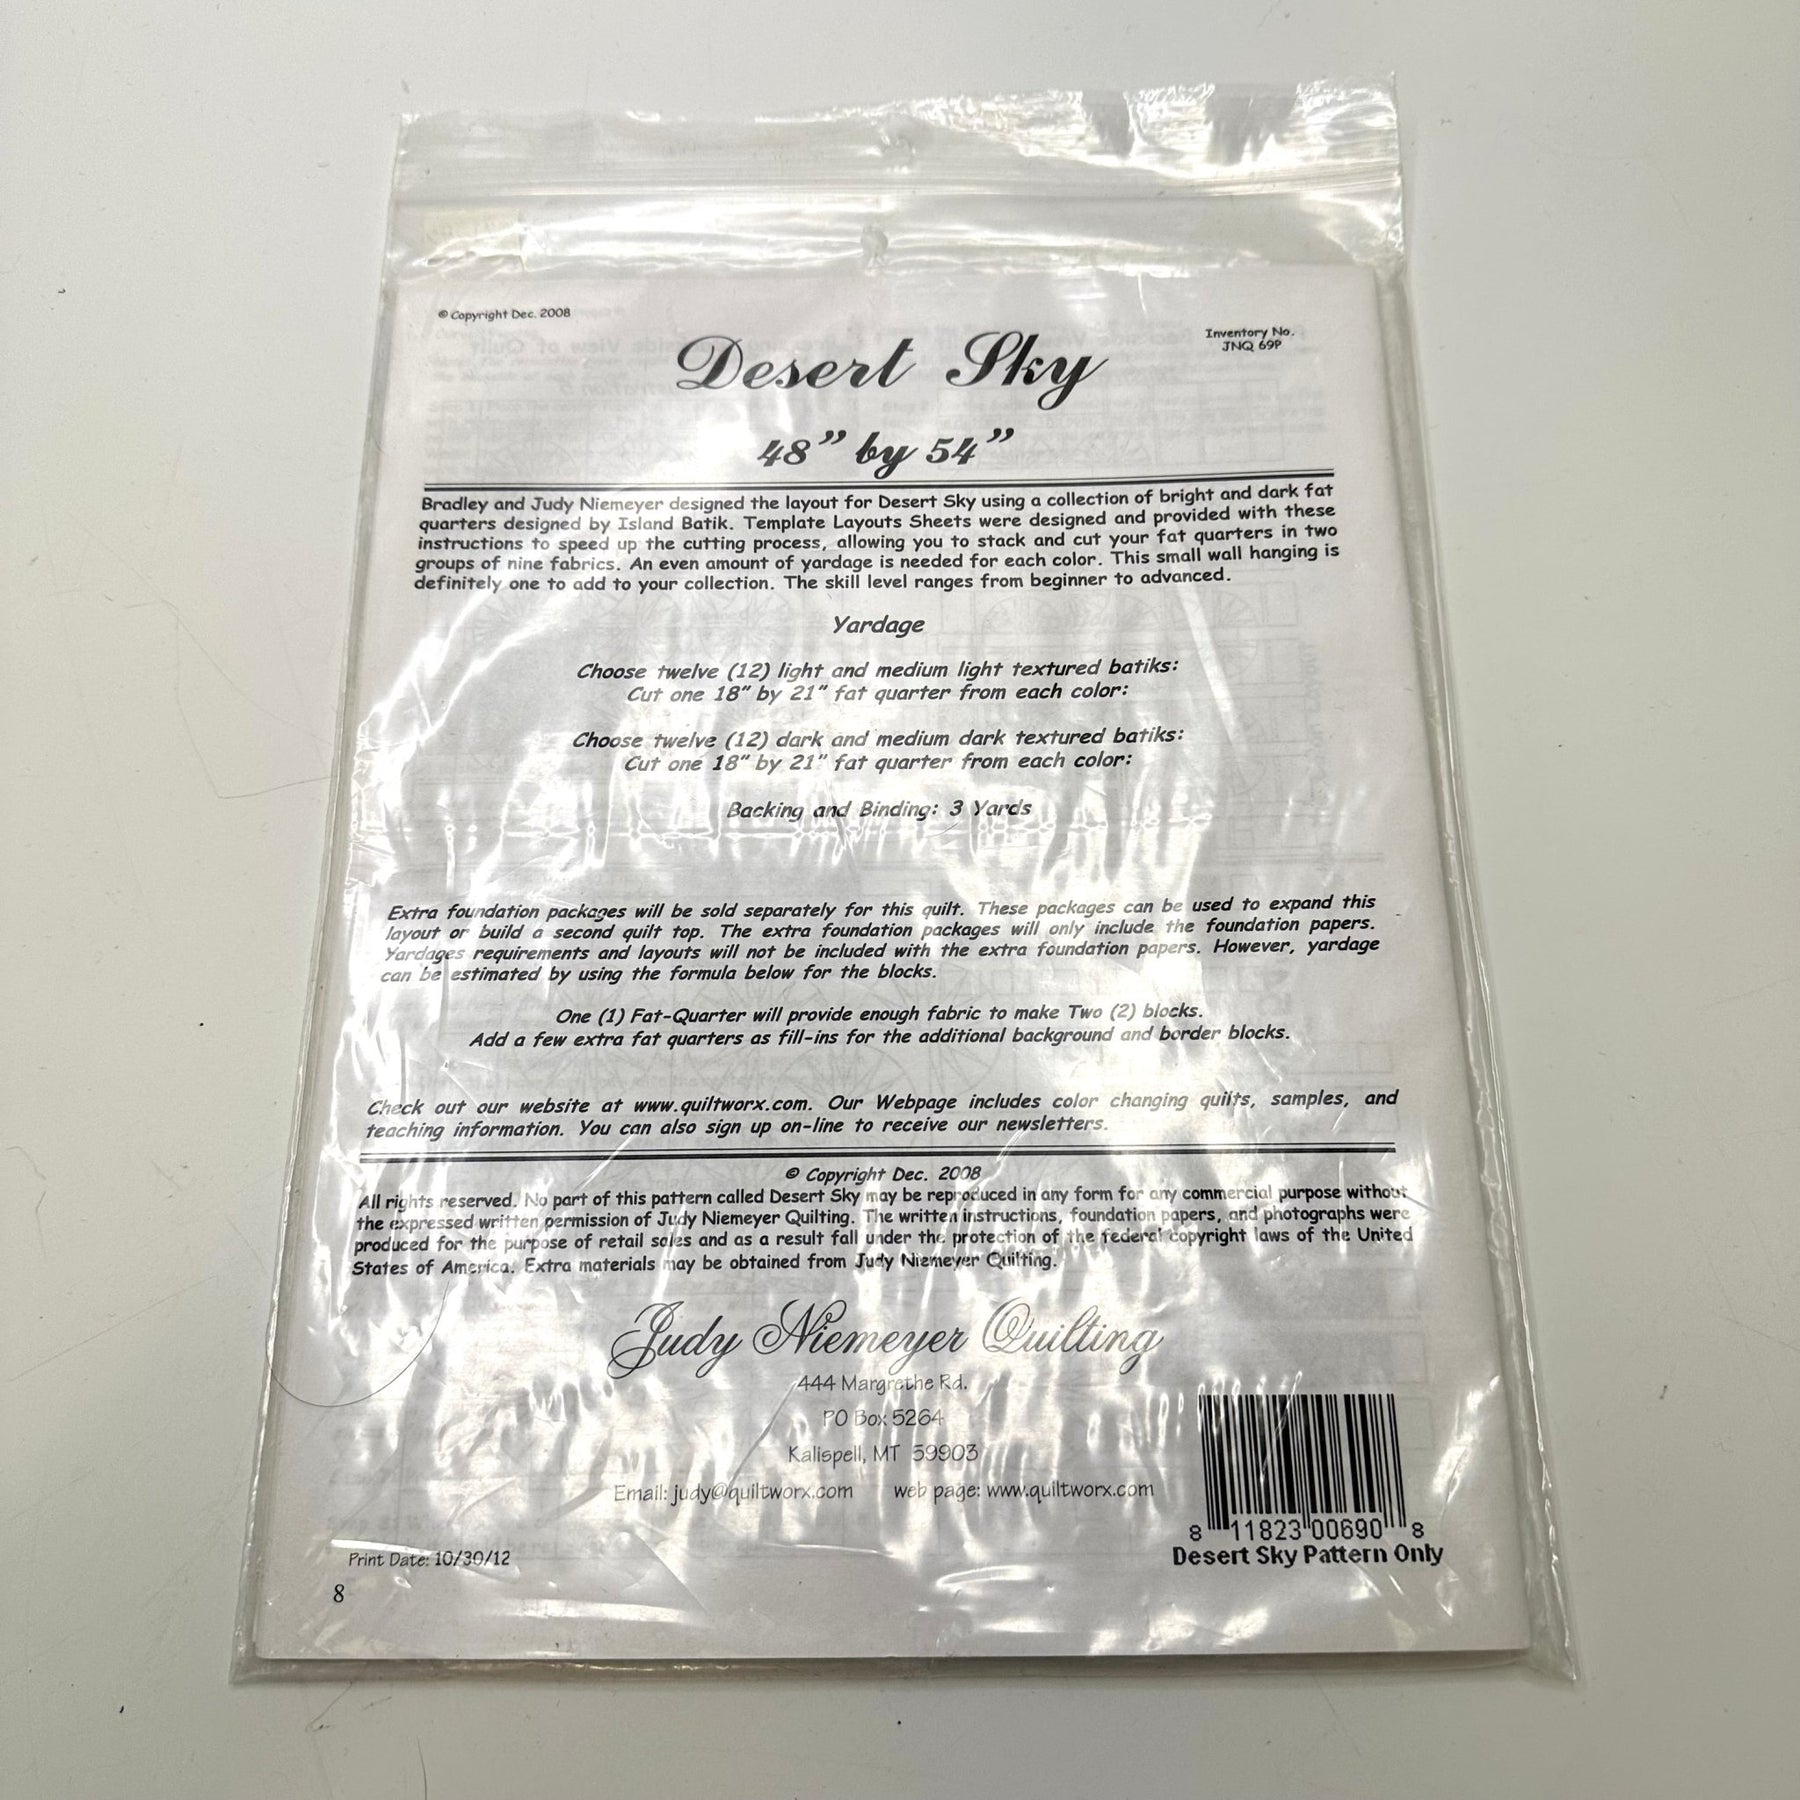 © Copyright Dec. 2008
Inventory No.
JNQ 69P
Desert Sky
48” by 54”
Bradley and Judy Niemeyer designed the layout for Desert Sky using a collection of bright and dark fat
quarters designed by Island Batik. Template Layouts Sheets were designed and provided with these
instructions to speed up the cutting process, allowing you to stack and cut your fat quarters in two
groups of nine fabrics. An even amount of yardage is needed for each color. This small wall hanging is
definitely one to add to your collection. The skill level ranges from beginner to advanced.
Yardage
Choose twelve (12) light and medium light textured batiks:
Cut one 18” by 21” fat quarter from each color:
Choose twelve (12) dark and medium dark textured batiks:
Cut one 18” by 21” fat quarter from each color:
Backing and Binding: 3 Yards
Extra foundation packages will be sold separately for this quilt. These packages can be used to expand this
layout or build a second quilt top. The extra foundation packages will only include the foundation papers.
Yardages requirements and layouts will not be included with the extra foundation papers. However, yardage
can be estimated by using the formula below for the blocks.
One (1) Fat-Quarter will provide enough fabric to make Two (2) blocks.
Add a few extra fat quarters as fill-ins for the additional background and border blocks.
Check out our website at www.quiltworx.com. Our Webpage includes color changing quilts, samples, and
teaching information. You can also sign up on-line to receive our newsletters.
© Copyright Dec. 2008
All rights reserved. No part of this pattern called Desert Sky may be reproduced in any form for any commercial purpose without
the expressed written permission of Judy Niemeyer Quilting. The written instructions, foundation papers, and photographs were
produced for the purpose of retail sales and as a result fall under the protection of the federal copyright laws of the United
States of America. Extra materials may be obtained from Judy Niemeyer Quilting.
Judy Niemeyer Quilting
444 Margrethe Rd.
PO Box 5264
Kalispell, MT 59903
Email: judy@quiltworx.com web page: www.quiltworx.com
8 11823 00690 8
Desert Sky Pattern Only
Print Date: 10/30/12
8